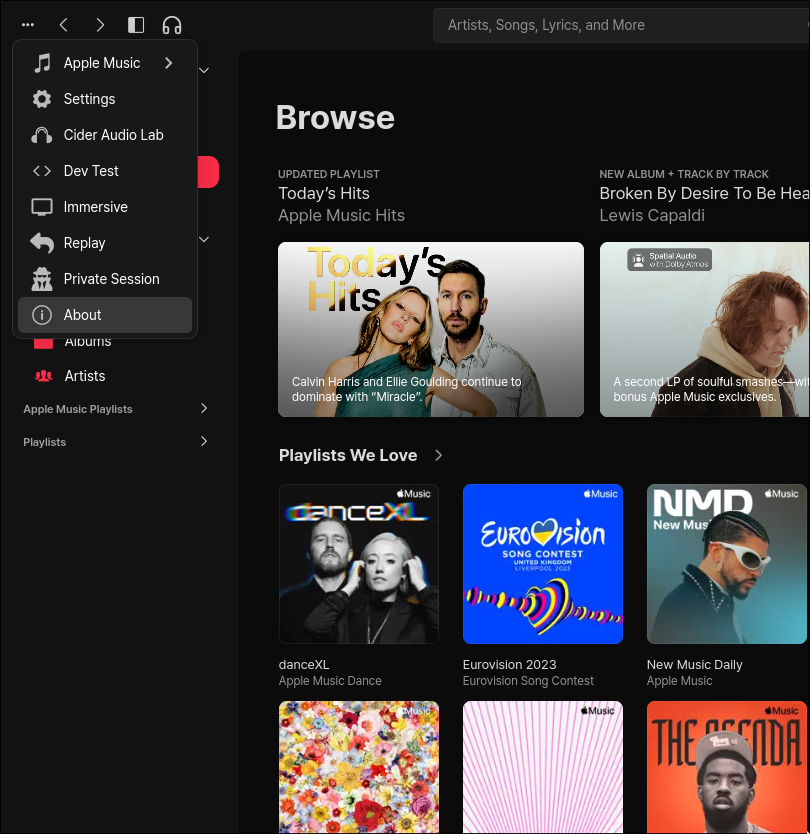 Artists, Songs, Lyrics, and More
Apple Music
Settings
Cider Audio Lab
Dev Test
Immersive
Replay
Private Session
About
Albums
Artists
Apple Music Playlists
Playlists
Browse
UPDATED PLAYLIST
Today's Hits
Apple Music Hits
Today's
Hits
Calvin Harris and Ellie Goulding continue to
dominate with “Miracle”.
NEW ALBUM + TRACK BY TRACK
Broken By Desire To Be Hea
Lewis Capaldi
Spatial Audio
with Dolby Atmos
A second LP of soulful smashes—wit
bonus Apple Music exclusives.
Playlists We Love
Music
danceXL
danceXL
Apple Music Dance
Music
EUROVISION
SONG CONTEST
UNITED KINGDOM
LIVERPOOL 2023
Eurovision 2023
Eurovision Song Contest
Music
NMD
New Musi
New Music Daily
Apple Music
Music
Music
Music
THE AGENDA